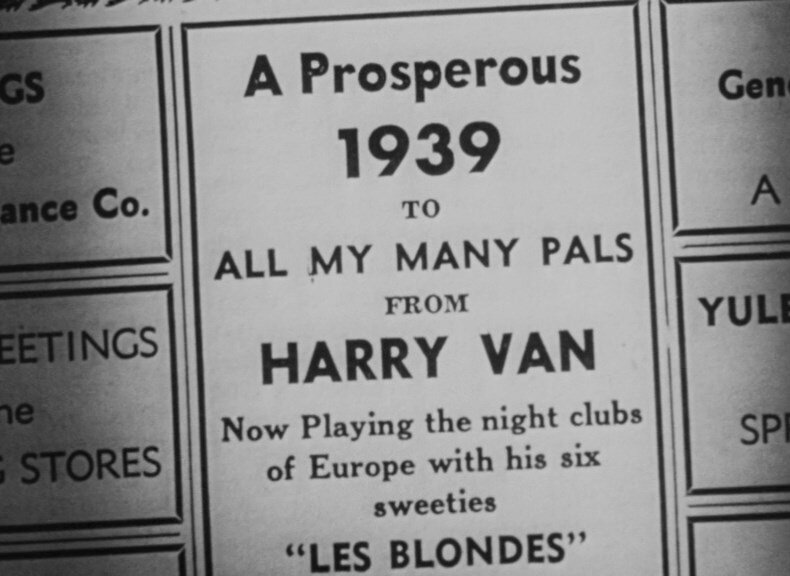 GS
e
ance Co.
EETINGS
he
G STORES
A Prosperous
1939
TO
ALL MY MANY PALS
FROM
HARRY VAN
Now Playing the night clubs
of Europe with his six
sweeties
"LES BLONDES"
Gen
A
YULE
SP